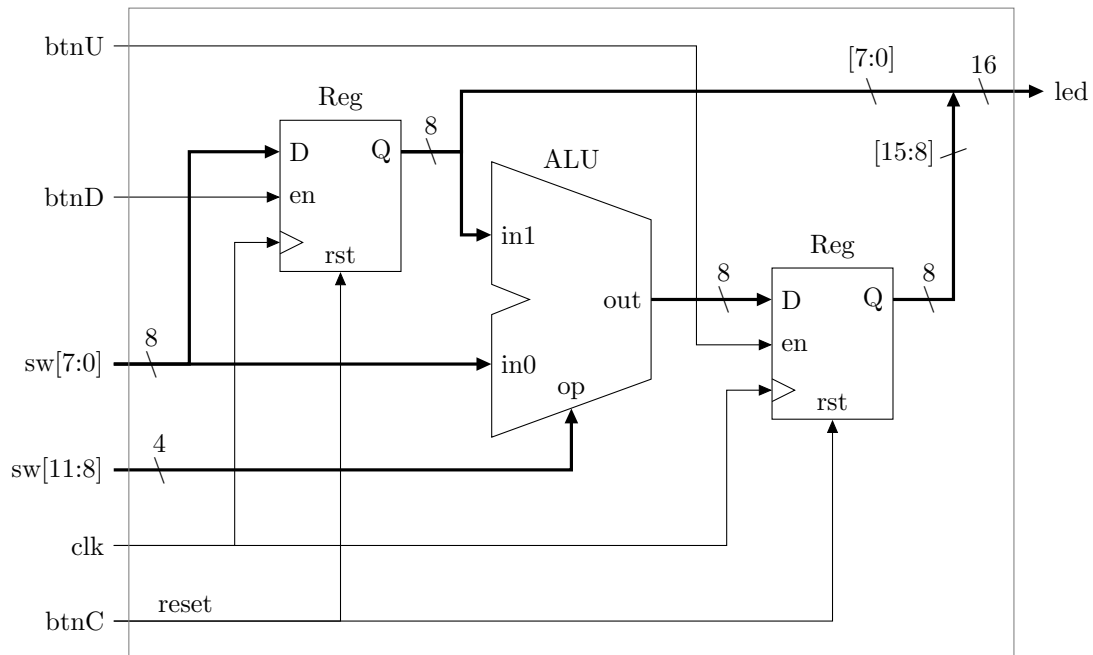 btnU
[7:0]
16
led
Reg
8
D
Q
ALU
[15:8]
btnD
en
in1
rst
Reg
8
8
out
D
Q
8
en
sw[7:0]
in0
op
rst
4
sw[11:8]
clk
reset
btnC